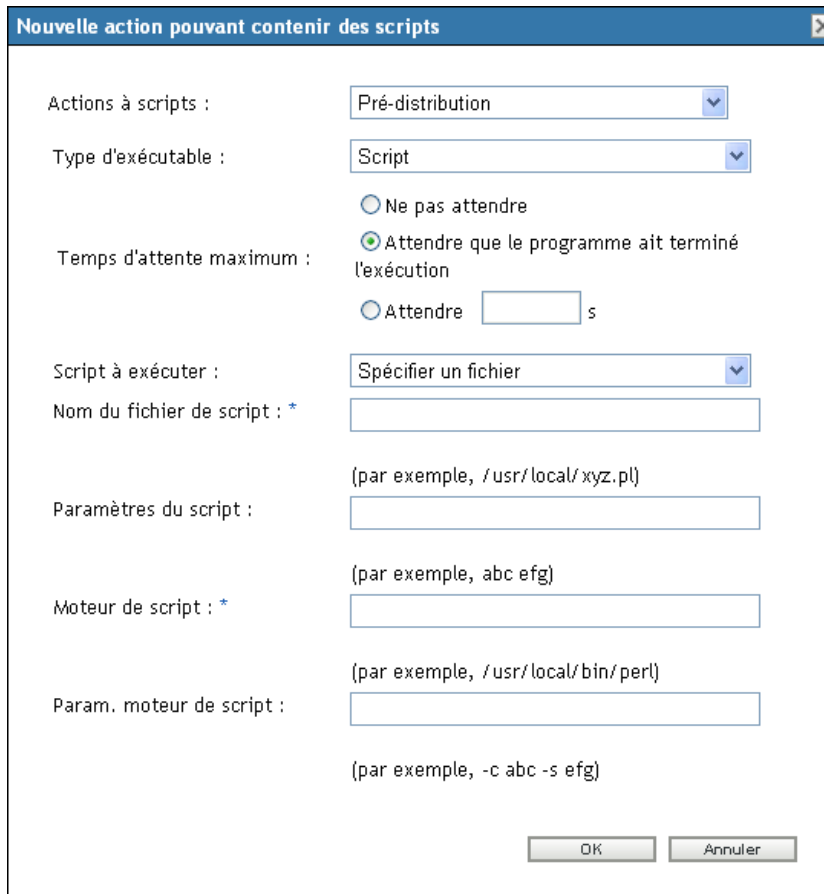 Nouvelle action pouvant contenir des scripts
Actions à scripts :
Pré-distribution
Type d'exécutable :
Script
Temps d'attente maximum :
Ne pas attendre
Attendre que le programme ait terminé
l'exécution
Attendre
s
Script à exécuter :
Spécifier un fichier
Nom du fichier de script : *
(par exemple, /usr/local/xyz.pl)
Paramètres du script :
(par exemple, abc efg)
Moteur de script : *
(par exemple, /usr/local/bin/perl)
Param. moteur de script :
(par exemple, -c abc -s efg)
OK
Annuler